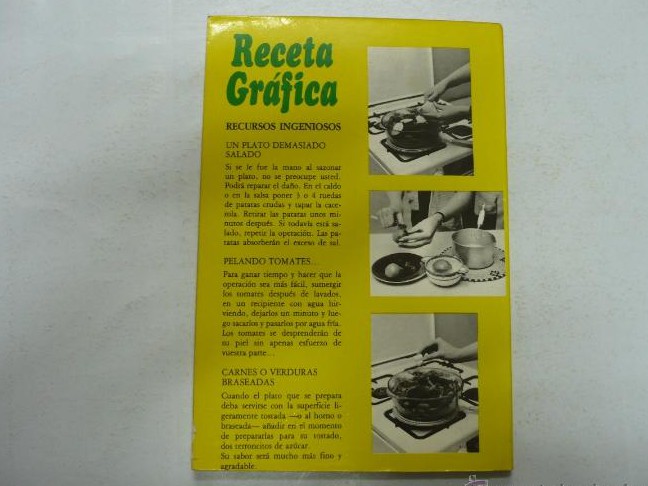 Receta
Gráfica
RECURSOS INGENIOSOS
UN PLATO DEMASIADO
SALADO
Si se le fue la mano al sazonar
un plato, no se preocupe usted.
Podrá reparar el daño. En el caldo
o en la salsa poner 3 o 4 ruedas
de patatas crudas y tapar la cace-
rola. Retirar las patatas unos mi-
nutos después. Si todavía está sa-
lado, repetir la operación. Las pa-
tatas absorberán el exceso de sal.
PELANDO TOMATES...
Para ganar tiempo y hacer que la
operación sea más fácil, sumergir
los tomates después de lavados,
en un recipiente con agua hir-
viendo, dejarlos un minuto y lue-
go sacarlos y pasarlos por agua fría.
Los tomates se desprenderán de
su piel sin apenas esfuerzo de
vuestra parte...
CARNES O VERDURAS
BRASEADAS
Cuando el plato que se prepara
deba servirse con la superficie li-
geramente tostada —o al horno o
braseada— añadir en el momento
de prepararlas para su tostado,
dos terroncitos de azúcar.
Su sabor será mucho más fino y
agradable.